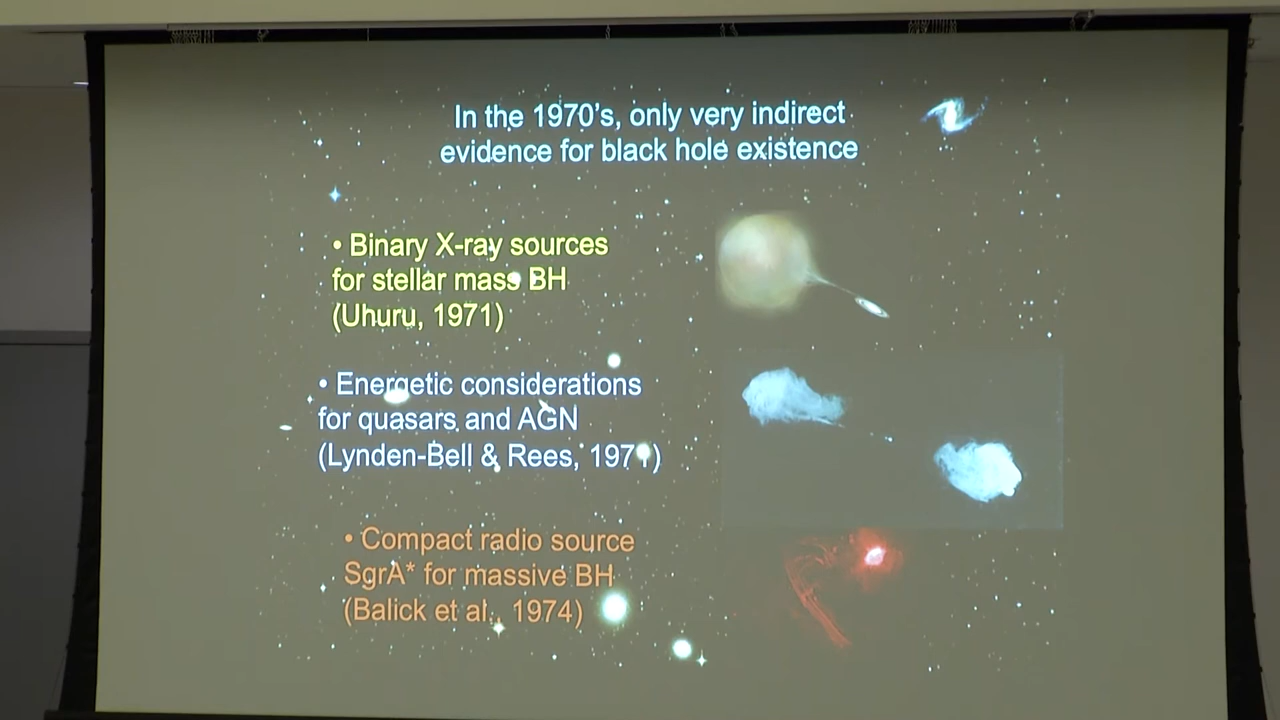 In the 1970's, only very indirect
evidence for black hole existence
• Binary X-ray sources
for stellar mass BH
(Uhuru, 1971)
• Energetic considerations
for quasars and AGN
(Lynden-Bell & Rees, 1971)
• Compact radio source
SgrA* for massive BH
(Balick et al., 1974)